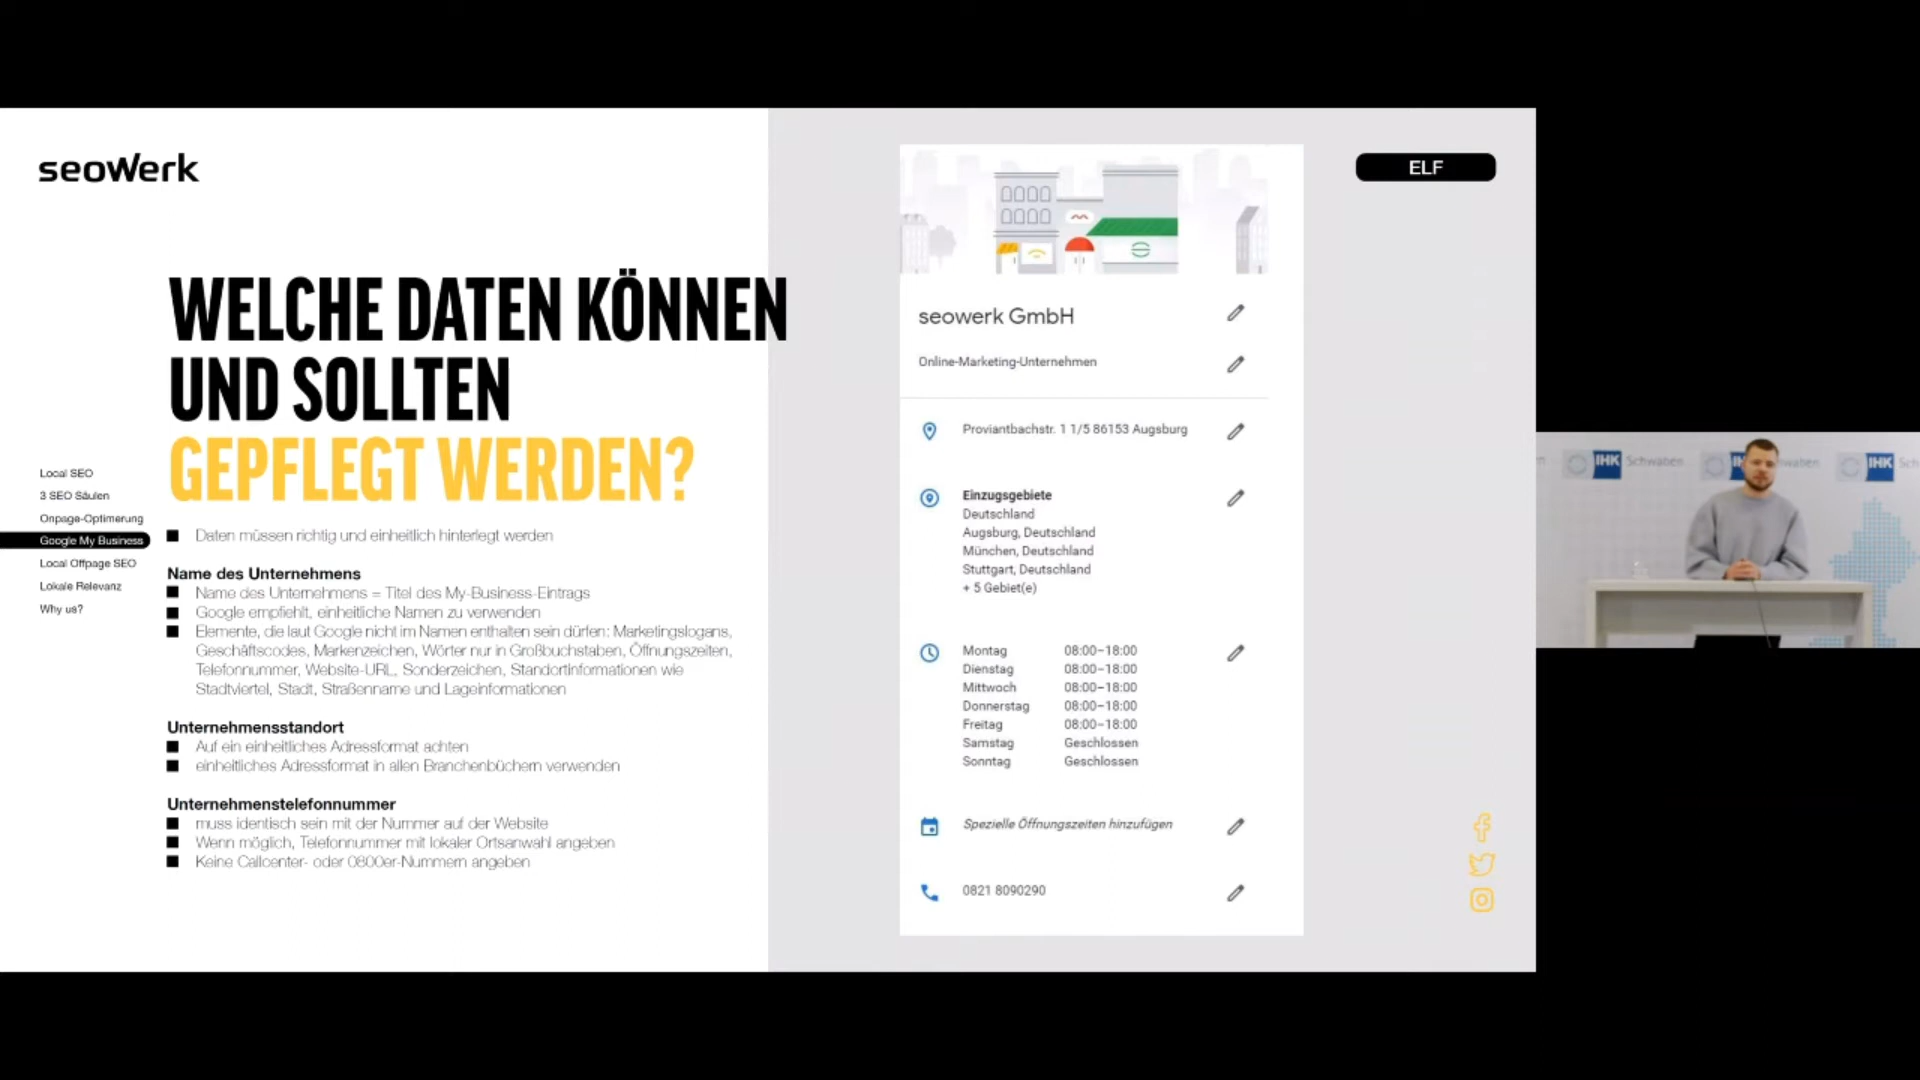 seoWerk
ELF
WELCHE DATEN KÖNNEN
UND SOLLTEN
GEPFLEGT WERDEN?
Local SEO
3 SEO Säulen
Onpage-Optimerung
Google My Business
Local Offpage SEO
Lokale Relevanz
Why us?
Daten müssen richtig und einheitlich hinterlegt werden
Name des Unternehmens
Name des Unternehmens = Titel des My-Business-Eintrags
Google empfiehlt, einheitliche Namen zu verwenden
Elemente, die laut Google nicht im Namen enthalten sein dürfen: Marketingslogans,
Geschäftscodes, Markenzeichen, Wörter nur in Großbuchstaben, Öffnungszeiten,
Telefonnummer, Website-URL, Sonderzeichen, Standortinformationen wie
Stadtviertel, Stadt, Straßenname und Lageinformationen
Unternehmensstandort
Auf ein einheitliches Adressformat achten
einheitliches Adressformat in allen Branchenbüchern verwenden
Unternehmenstelefonnummer
muss identisch sein mit der Nummer auf der Website
Wenn möglich, Telefonnummer mit lokaler Ortsanwahl angeben
Keine Callcenter- oder 0800er-Nummern angeben
seowerk GmbH
Online-Marketing-Unternehmen
Proviantbachstr. 1 1/5 86153 Augsburg
Einzugsgebiete
Deutschland
Augsburg, Deutschland
München, Deutschland
Stuttgart, Deutschland
+ 5 Gebiet(e)
Montag 08:00–18:00
Dienstag 08:00–18:00
Mittwoch 08:00–18:00
Donnerstag 08:00–18:00
Freitag 08:00–18:00
Samstag Geschlossen
Sonntag Geschlossen
Spezielle Öffnungszeiten hinzufügen
0821 8090290
IHK Schwaben
IHK